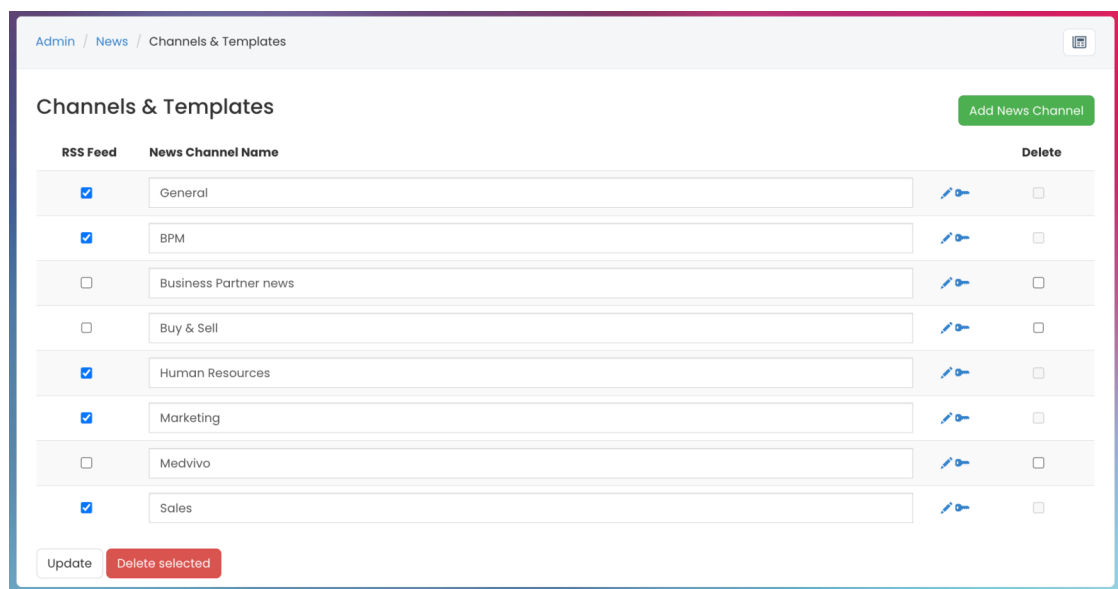 Admin / News / Channels & Templates
Channels & Templates
Add News Channel
RSS Feed News Channel Name Delete
General
BPM
Business Partner news
Buy & Sell
Human Resources
Marketing
Medvivo
Sales
Update Delete selected